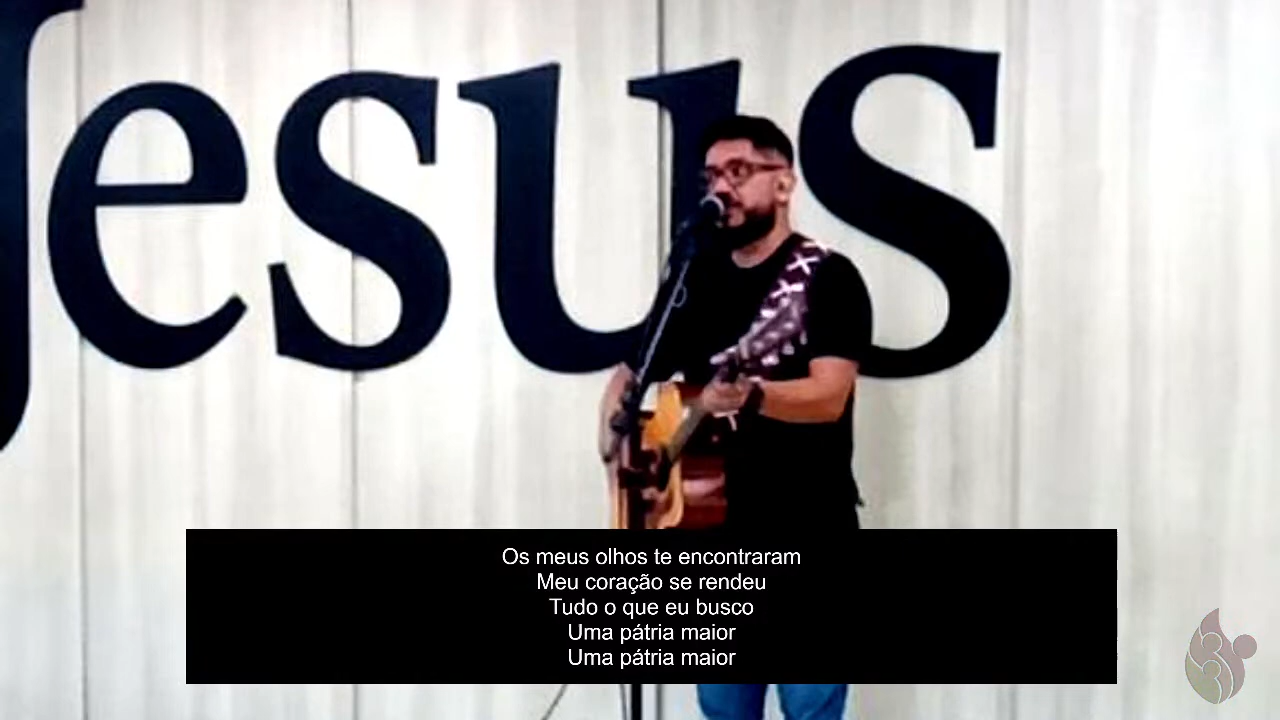 Jesus
Os meus olhos te encontraram
Meu coração se rendeu
Tudo o que eu busco
Uma pátria maior
Uma pátria maior